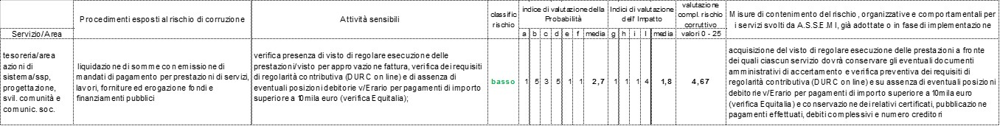 Servizio/Area
Procedimenti esposti al rischio di corruzione
Attività sensibili
classific
rischio
indice di valutazione della
Probabilità
a b c d e f media
Indici di valutazione
dell' Impatto
g h i l media
valutazione
compl. rischio
corruttivo
valori 0 - 25
Misure di contenimento del rischio, organizzative e comportamentali per
i servizi svolti da A.S.S.E.MI, già adottate o in fase di implementazione
tesoreria/area
azioni di
sistema/ssp,
progettazione,
svil. comunità e
comunic. soc.
liquidazione di somme con emissione di
mandati di pagamento per prestazioni di servizi,
lavori, forniture ed erogazione fondi e
finanziamenti pubblici
verifica presenza di visto di regolare esecuzione delle
prestazioni/visto per approvazione fattura, verifica dei requisiti
di regolarità contributiva (DURC on line) e di assenza di
eventuali posizioni debitorie v/Erario per pagamenti di importo
superiore a 10mila euro (verifica Equitalia);
basso
1 5 3 5 1 1 2,7
1 1 1 4 1,8
4,67
acquisizione del visto di regolare esecuzione delle prestazioni a fronte
dei quali ciascun servizio dovrà conservare gli eventuali documenti
amministrativi di accertamento e verifica preventiva dei requisiti di
regolarità contributiva (DURC on line) e su assenza di eventuali posizioni
debitorie v/Erario per pagamenti di importo superiore a 10mila euro
(verifica Equitalia) e conservazione dei relativi certificati, pubblicazione
pagamenti effettuati, debiti complessivi e numero creditori